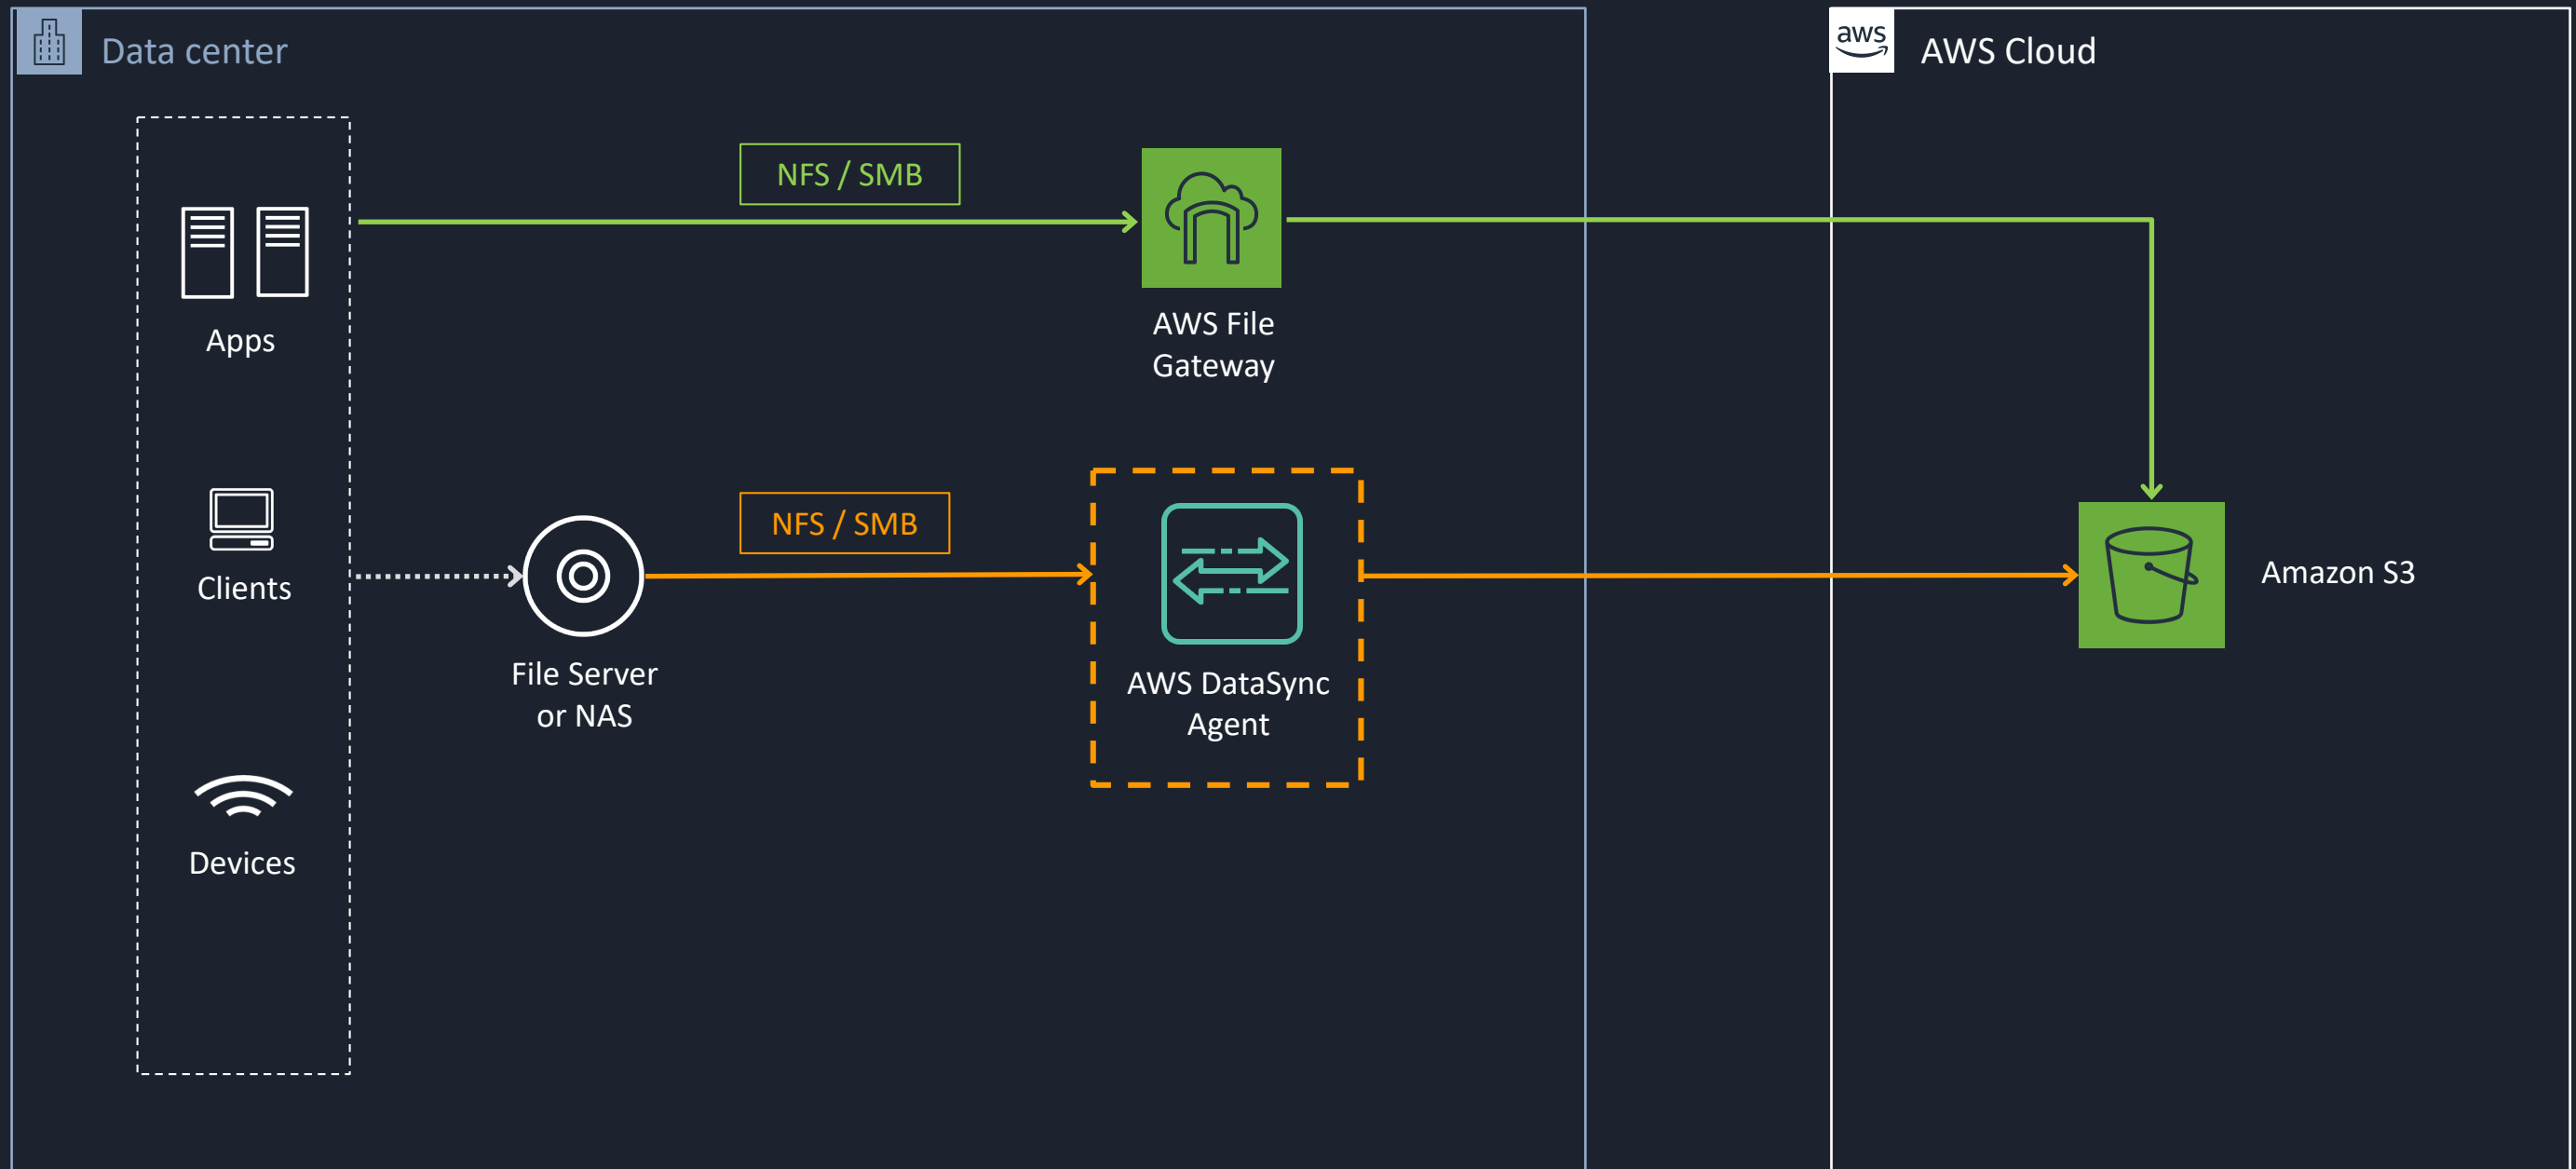 Data center
aws
AWS Cloud
NFS / SMB
Apps
AWS File
Gateway
NFS / SMB
Clients
Amazon S3
File Server
or NAS
AWS DataSync
Agent
Devices